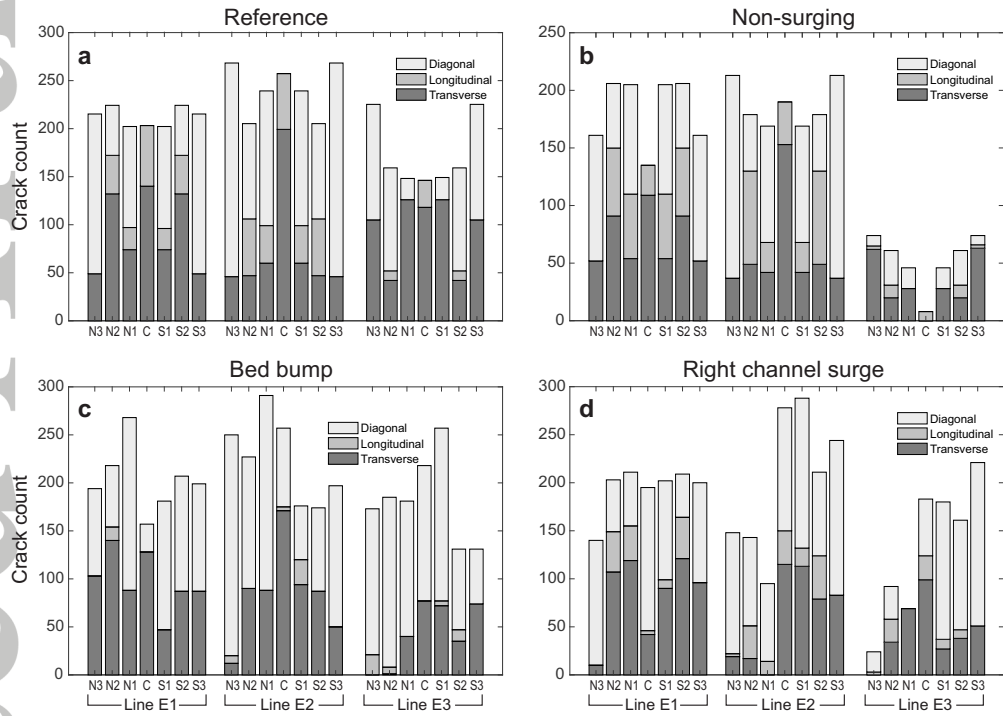 Reference
300
250
200
150
100
50
0
Crack count
a
Diagonal
Longitudinal
Transverse
N3 N2 N1 C S1 S2 S3 N3 N2 N1 C S1 S2 S3 N3 N2 N1 C S1 S2 S3
Non-surging
250
200
150
100
50
0
b
Diagonal
Longitudinal
Transverse
N3 N2 N1 C S1 S2 S3 N3 N2 N1 C S1 S2 S3 N3 N2 N1 C S1 S2 S3
Bed bump
300
250
200
150
100
50
0
Crack count
c
Diagonal
Longitudinal
Transverse
N3 N2 N1 C S1 S2 S3 N3 N2 N1 C S1 S2 S3 N3 N2 N1 C S1 S2 S3
Line E1 Line E2 Line E3
Right channel surge
300
250
200
150
100
50
0
d
Diagonal
Longitudinal
Transverse
N3 N2 N1 C S1 S2 S3 N3 N2 N1 C S1 S2 S3 N3 N2 N1 C S1 S2 S3
Line E1 Line E2 Line E3